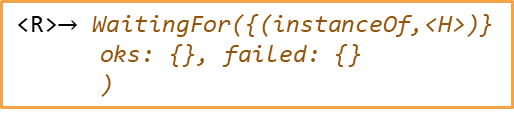 <R>→ WaitingFor({(instanceOf,<H>)}
oks: {}, failed: {}
)